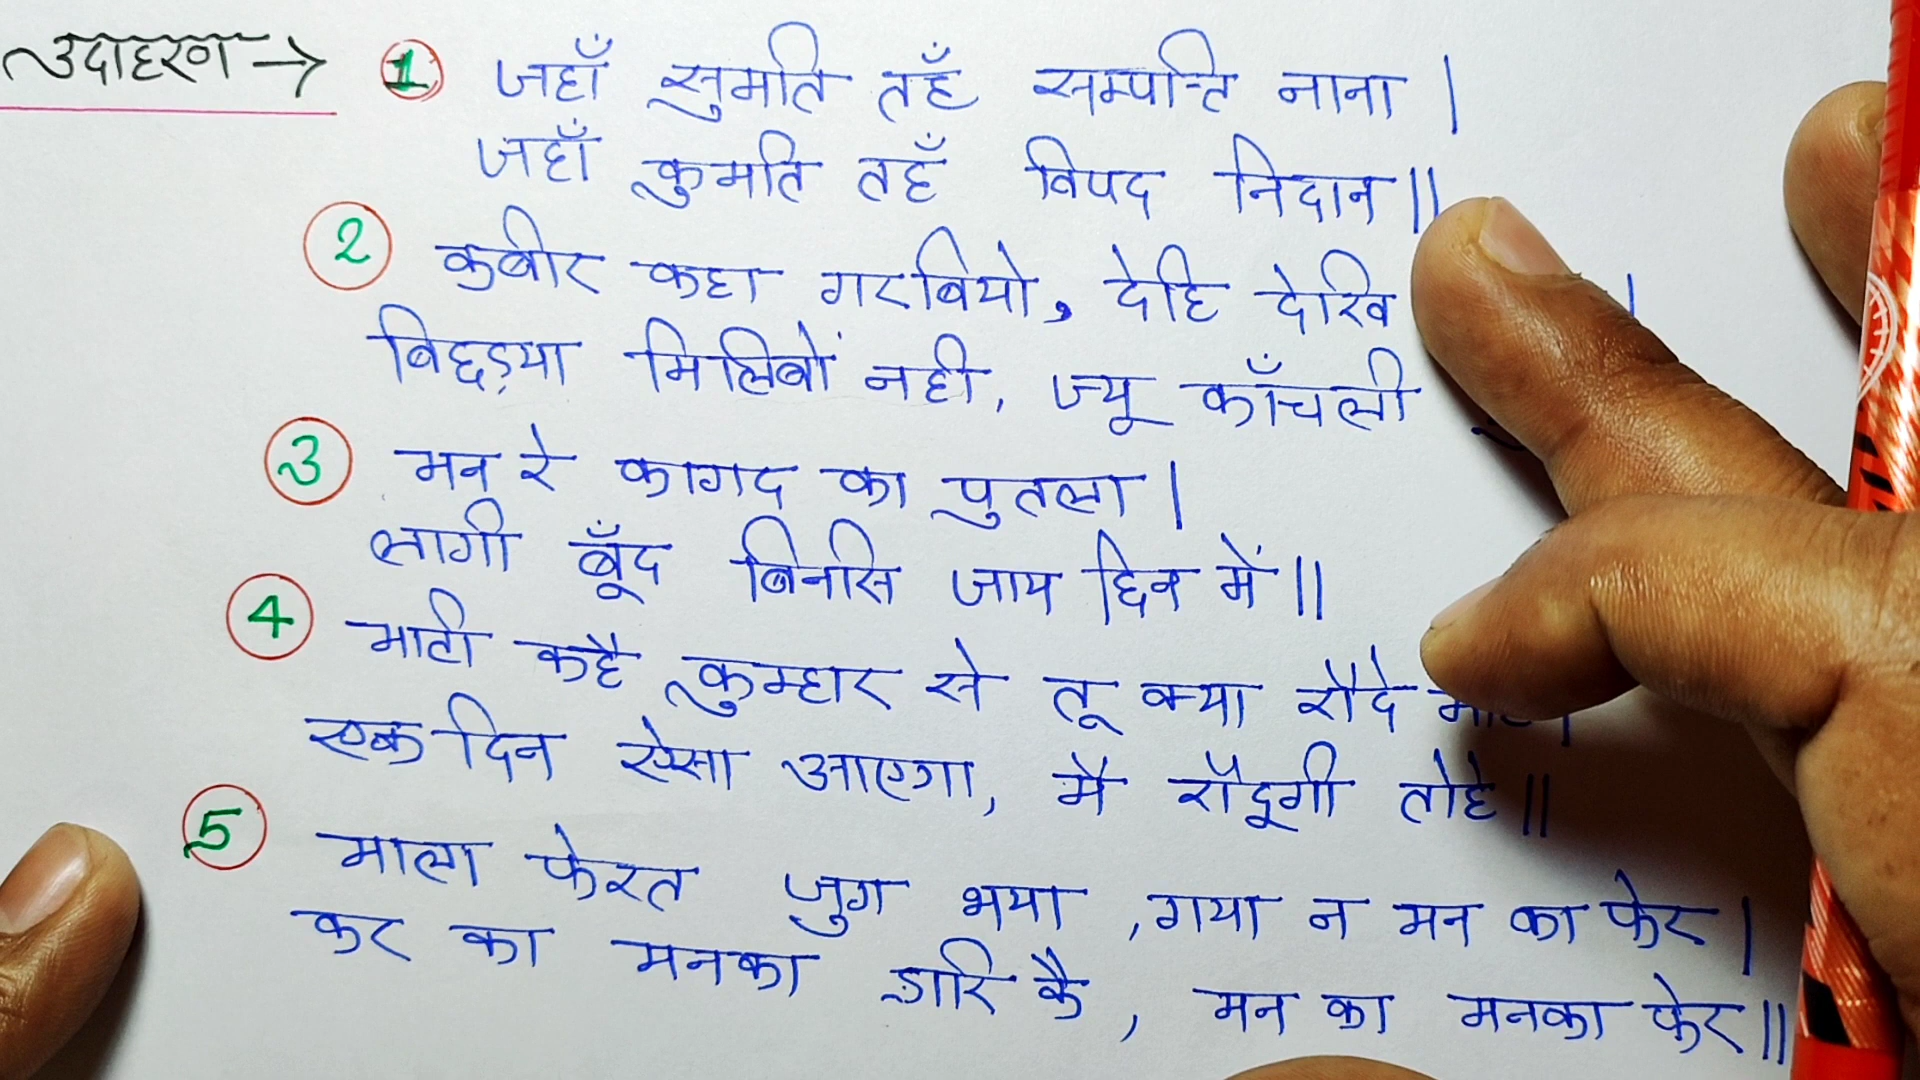 उदाहरण → 1 जहाँ सुमति तहँ सम्पत्ति नाना |
जहाँ कुमति तहँ विपद निदान ||
2 कबीर कहा गरबियो, देहि देखि |
बिछड्या मिलिबों नही, ज्यू काँचली
3 मन रे कागद का पुतला |
लागी बूँद बिनसि जाय छिन में ||
4 माटी कहै कुम्हार से तू क्या रौदे |
एक दिन ऐसा आएगा, मै रौंदूगी तोहे ||
5 माला फेरत जुग भया, गया न मन का फेर |
कर का मनका डारि कै, मन का मनका फेर ||